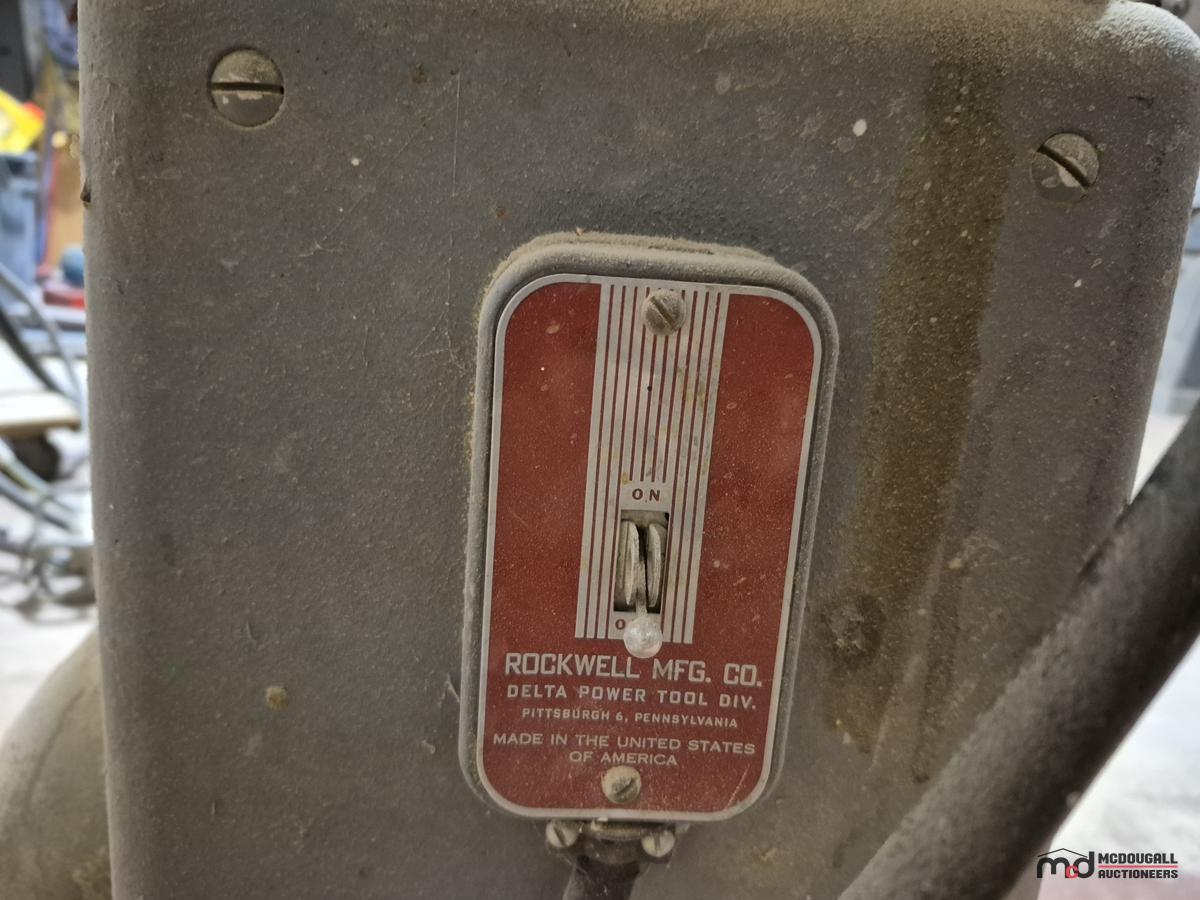 ON
O
ROCKWELL MFG. CO.
DELTA POWER TOOL DIV.
PITTSBURGH 6, PENNSYLVANIA
MADE IN THE UNITED STATES
OF AMERICA
mcd MCDOUGALL
AUCTIONEERS